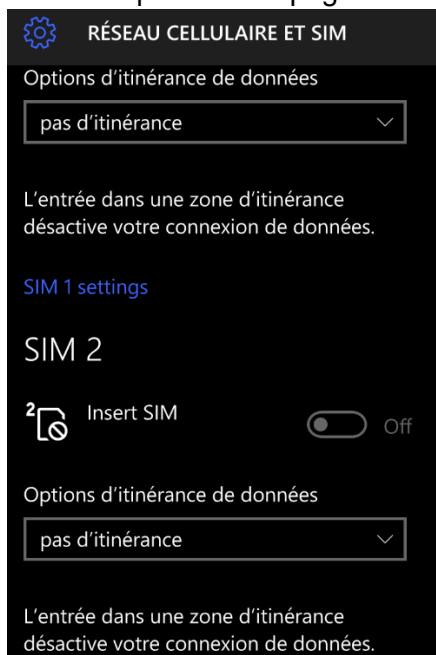 RÉSEAU CELLULAIRE ET SIM
Options d'itinérance de données
pas d'itinérance
L'entrée dans une zone d'itinérance
désactive votre connexion de données.
SIM 1 settings
SIM 2
2
Insert SIM
Off
Options d'itinérance de données
pas d'itinérance
L'entrée dans une zone d'itinérance
désactive votre connexion de données.